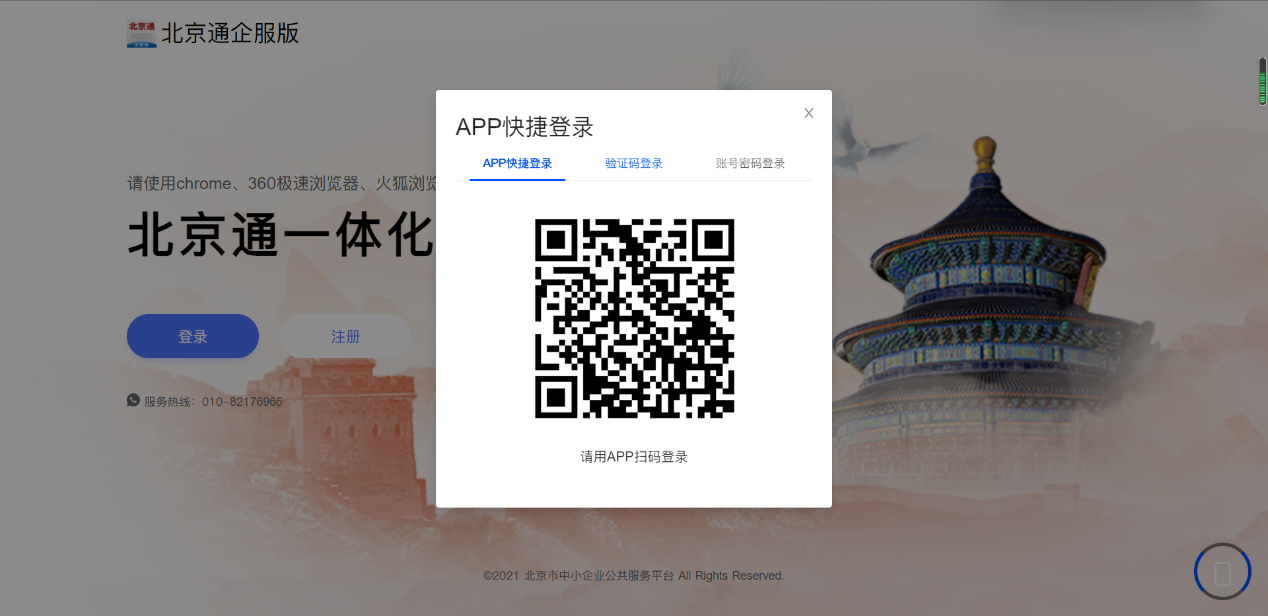 北京通
北京通企服版
APP快捷登录
APP快捷登录 验证码登录 账号密码登录
请使用chrome、360极速浏览器、火狐浏览
北京通一体化
登录 注册
服务热线：010-82176966
请用APP扫码登录
©2021 北京市中小企业公共服务平台 All Rights Reserved.